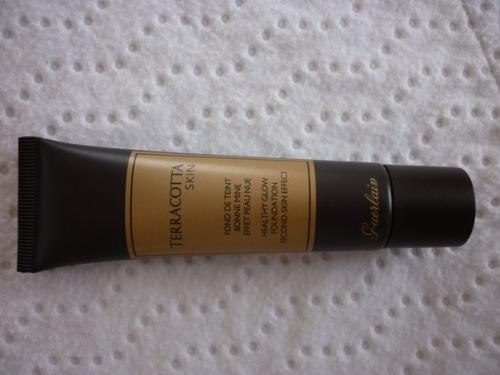 TERRACOTTA
SKIN
FOND DE TEINT
BONNE MINE
EFFET PEAU NUE
HEALTHY GLOW
FOUNDATION
SECOND-SKIN EFFECT
Guerlain